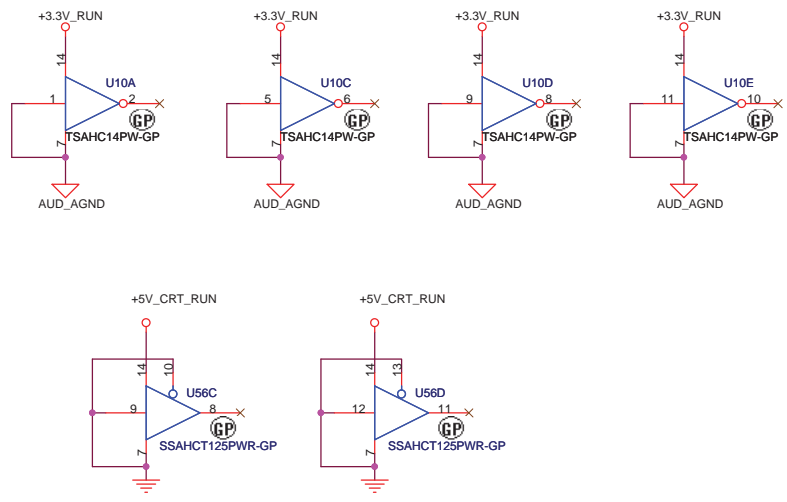 +3.3V_RUN +3.3V_RUN +3.3V_RUN +3.3V_RUN
14 14 14 14
U10A U10C U10D U10E
1 2 5 6 9 8 11 10
GP GP GP GP
TSAHC14PW-GP TSAHC14PW-GP TSAHC14PW-GP TSAHC14PW-GP
7 7 7 7
AUD_AGND AUD_AGND AUD_AGND AUD_AGND
+5V_CRT_RUN +5V_CRT_RUN
14 10 14 13
U56C U56D
9 8 12 11
GP GP
SSAHCT125PWR-GP SSAHCT125PWR-GP
7 7